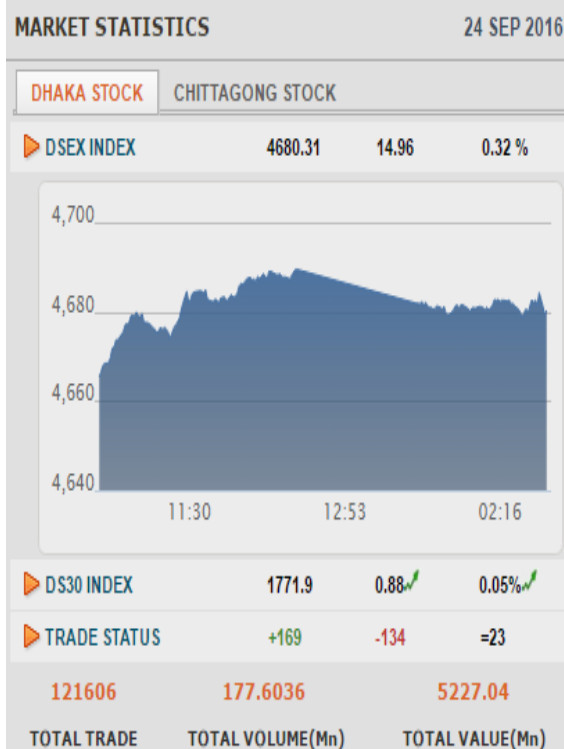 MARKET STATISTICS 24 SEP 2016
DHAKA STOCK CHITTAGONG STOCK
DSEX INDEX 4680.31 14.96 0.32 %
4,700
4,680
4,660
4,640
11:30 12:53 02:16
DS30 INDEX 1771.9 0.88 0.05%
TRADE STATUS +169 -134 =23
121606 177.6036 5227.04
TOTAL TRADE TOTAL VOLUME(Mn) TOTAL VALUE(Mn)